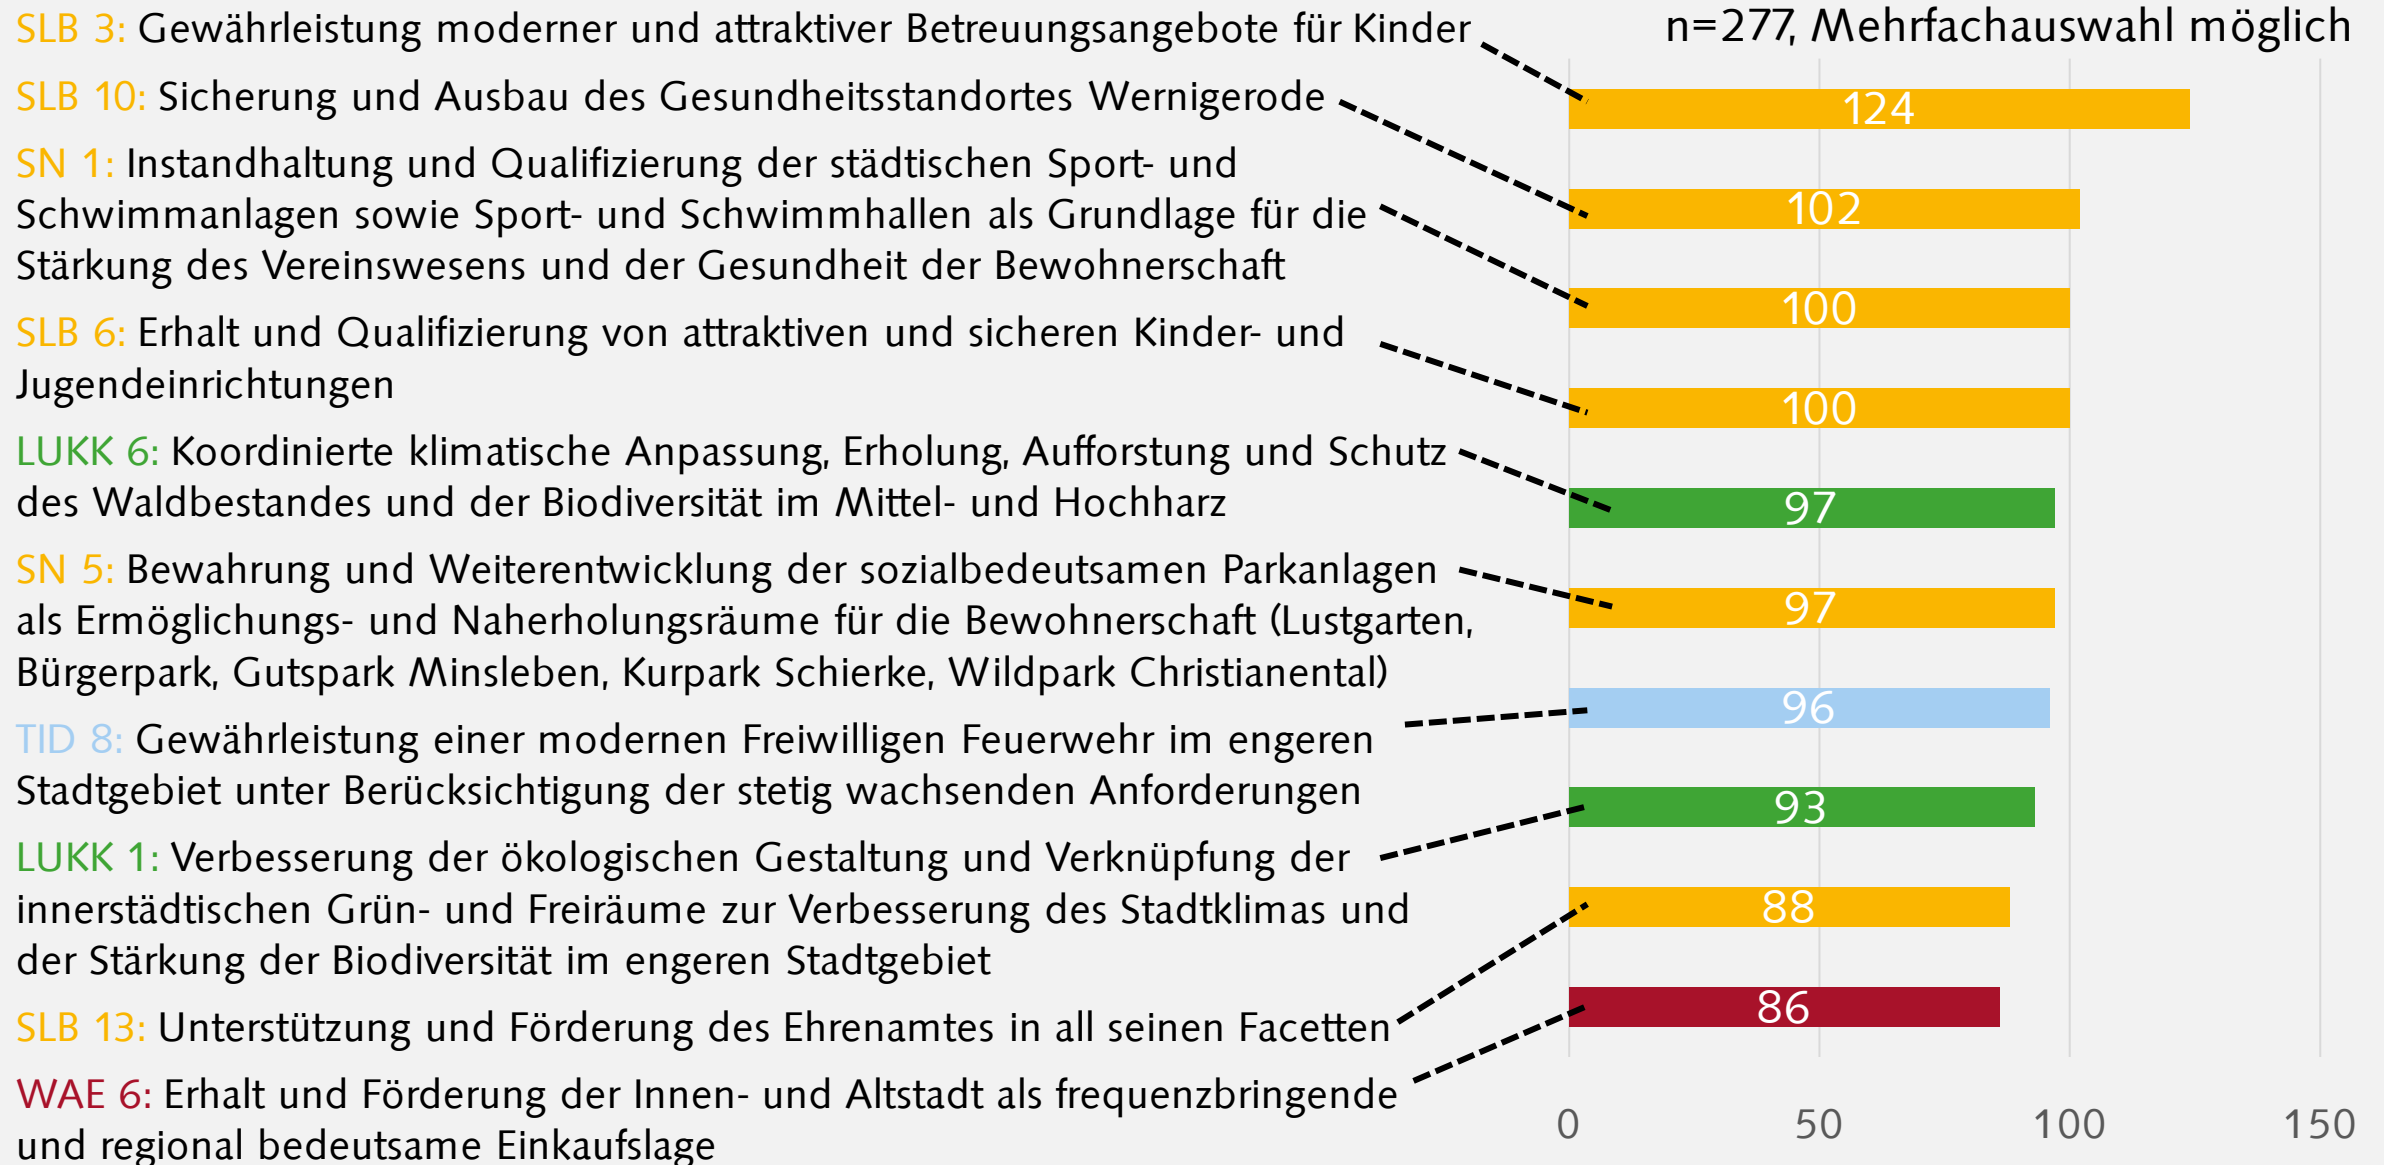 SLB 3: Gewährleistung moderner und attraktiver Betreuungsangebote für Kinder
n=277, Mehrfachauswahl möglich
SLB 10: Sicherung und Ausbau des Gesundheitsstandortes Wernigerode
SN 1: Instandhaltung und Qualifizierung der städtischen Sport- und
Schwimmanlagen sowie Sport- und Schwimmhallen als Grundlage für die
Stärkung des Vereinswesens und der Gesundheit der Bewohnerschaft
SLB 6: Erhalt und Qualifizierung von attraktiven und sicheren Kinder- und
Jugendeinrichtungen
LUKK 6: Koordinierte klimatische Anpassung, Erholung, Aufforstung und Schutz
des Waldbestandes und der Biodiversität im Mittel- und Hochharz
SN 5: Bewahrung und Weiterentwicklung der sozialbedeutsamen Parkanlagen
als Ermöglichungs- und Naherholungsräume für die Bewohnerschaft (Lustgarten,
Bürgerpark, Gutspark Minsleben, Kurpark Schierke, Wildpark Christianental)
TID 8: Gewährleistung einer modernen Freiwilligen Feuerwehr im engeren
Stadtgebiet unter Berücksichtigung der stetig wachsenden Anforderungen
LUKK 1: Verbesserung der ökologischen Gestaltung und Verknüpfung der
innerstädtischen Grün- und Freiräume zur Verbesserung des Stadtklimas und
der Stärkung der Biodiversität im engeren Stadtgebiet
SLB 13: Unterstützung und Förderung des Ehrenamtes in all seinen Facetten
WAE 6: Erhalt und Förderung der Innen- und Altstadt als frequenzbringende
und regional bedeutsame Einkaufslage
124
102
100
100
97
97
96
93
88
86
0 50 100 150